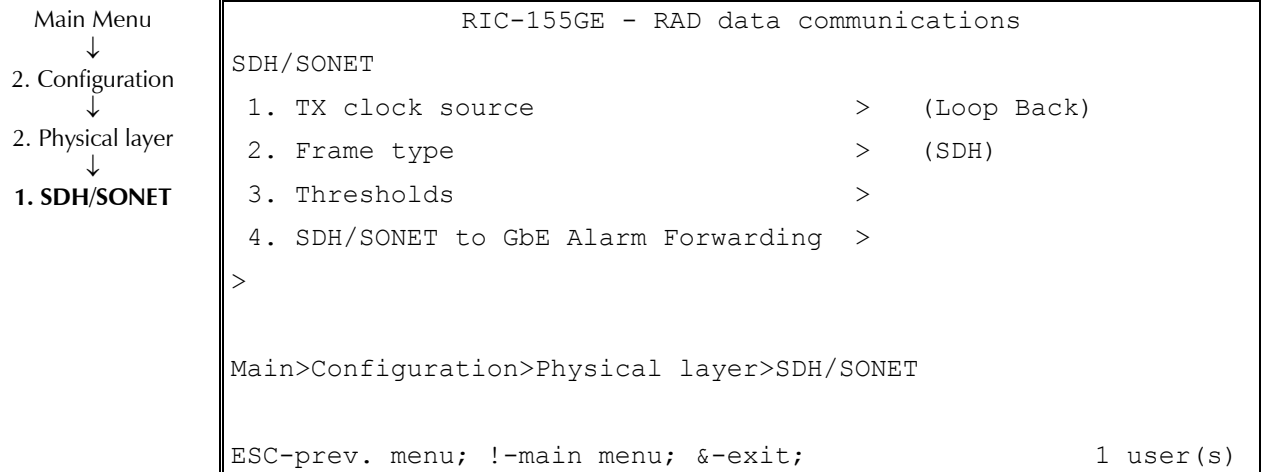 Main Menu
↓
2. Configuration
↓
2. Physical layer
↓
1. SDH/SONET
RIC-155GE - RAD data communications
SDH/SONET
1. TX clock source > (Loop Back)
2. Frame type > (SDH)
3. Thresholds >
4. SDH/SONET to GbE Alarm Forwarding >
>
Main>Configuration>Physical layer>SDH/SONET
ESC-prev. menu; !-main menu; &-exit; 1 user(s)